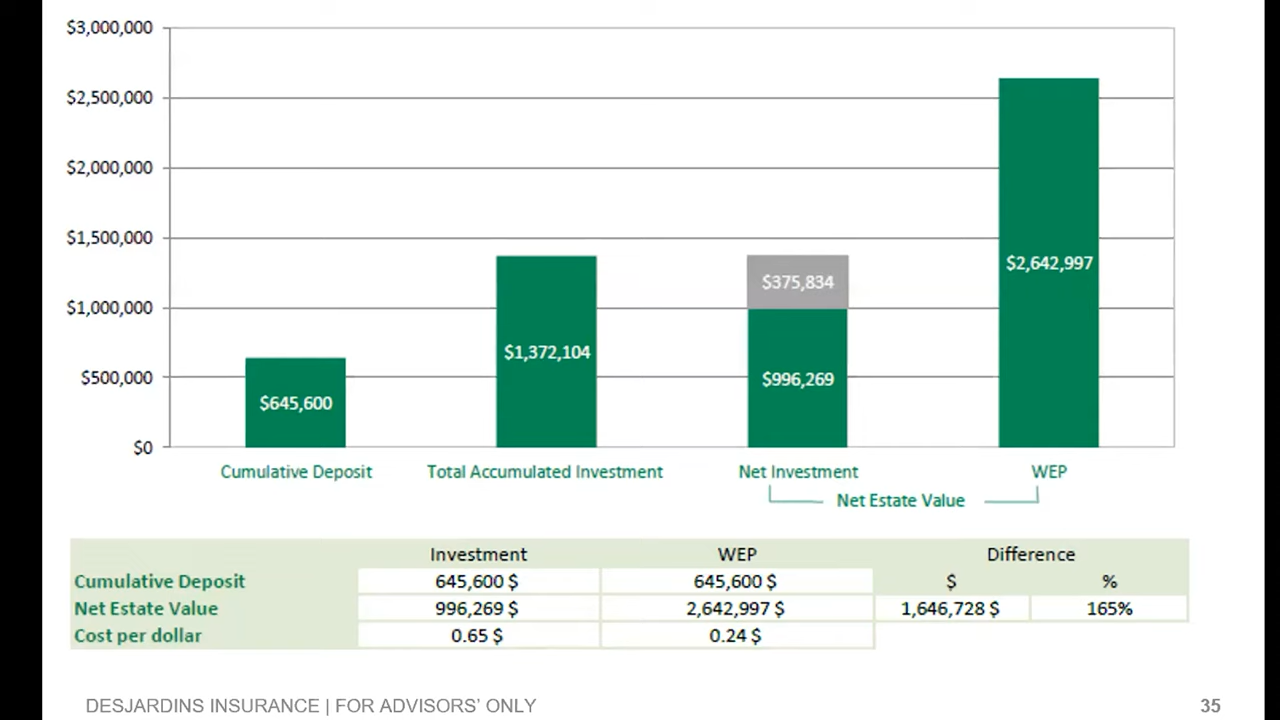 $3,000,000
$2,500,000
$2,000,000
$1,500,000
$1,000,000
$500,000
$0
$645,600
$1,372,104
$375,834
$996,269
$2,642,997
Cumulative Deposit Total Accumulated Investment Net Investment WEP
Net Estate Value
Investment WEP Difference
Cumulative Deposit 645,600 $ 645,600 $ $ %
Net Estate Value 996,269 $ 2,642,997 $ 1,646,728 $ 165%
Cost per dollar 0.65 $ 0.24 $
DESJARDINS INSURANCE | FOR ADVISORS' ONLY 35